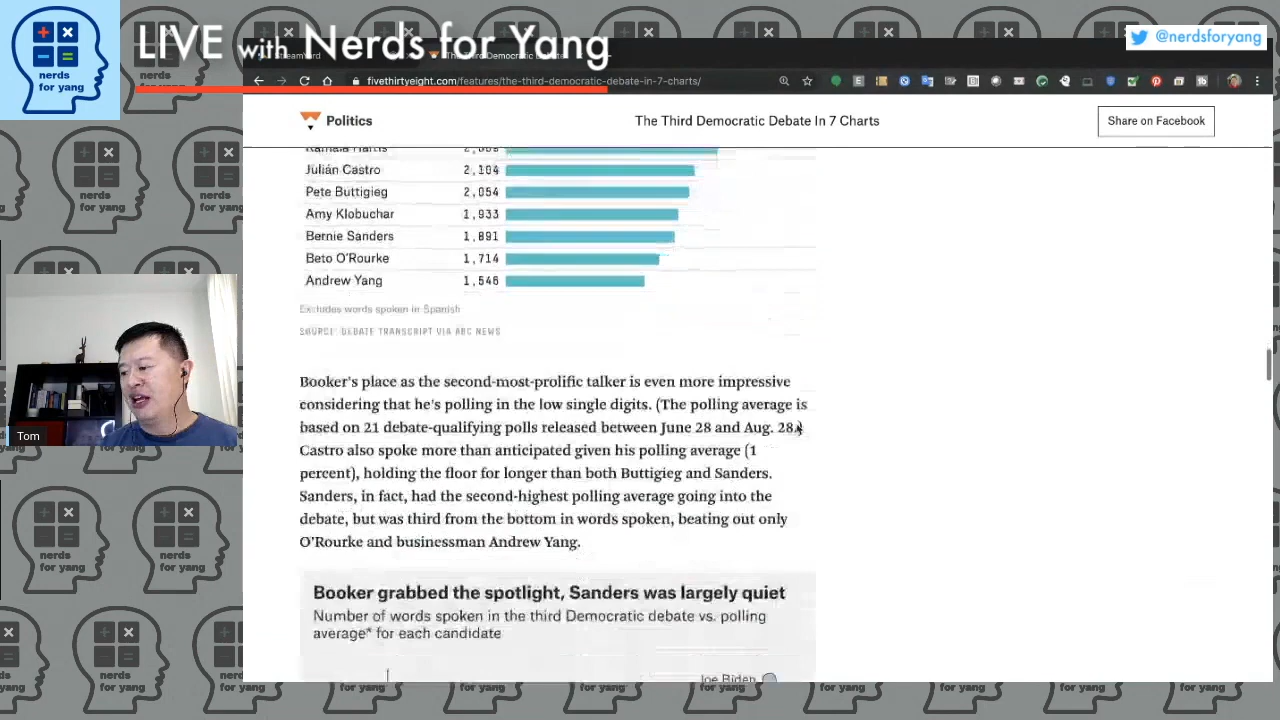 LIVE with Nerds for Yang
@nerdsforyang
nerds
for yang
fivethirtyeight.com/features/the-third-democratic-debate-in-7-charts/
Politics
The Third Democratic Debate In 7 Charts
Share on Facebook
Kamala Harris
Julián Castro 2,104
Pete Buttigieg 2,054
Amy Klobuchar 1,933
Bernie Sanders 1,891
Beto O'Rourke 1,714
Andrew Yang 1,546
Excludes words spoken in Spanish
SOURCE: DEBATE TRANSCRIPT VIA ABC NEWS
Booker's place as the second-most-prolific talker is even more impressive
considering that he's polling in the low single digits. (The polling average is
based on 21 debate-qualifying polls released between June 28 and Aug. 28.)
Castro also spoke more than anticipated given his polling average (1
percent), holding the floor for longer than both Buttigieg and Sanders.
Sanders, in fact, had the second-highest polling average going into the
debate, but was third from the bottom in words spoken, beating out only
O'Rourke and businessman Andrew Yang.
Tom
Booker grabbed the spotlight, Sanders was largely quiet
Number of words spoken in the third Democratic debate vs. polling
average* for each candidate
Joe Biden